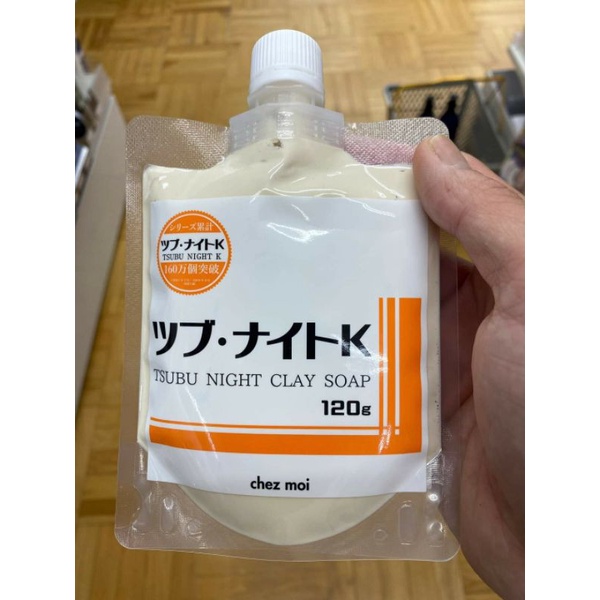 シリーズ累計
ツブ・ナイトK
TSUBU NIGHT K
160万個突破
ツブ・ナイトK
TSUBU NIGHT CLAY SOAP
120g
chez moi